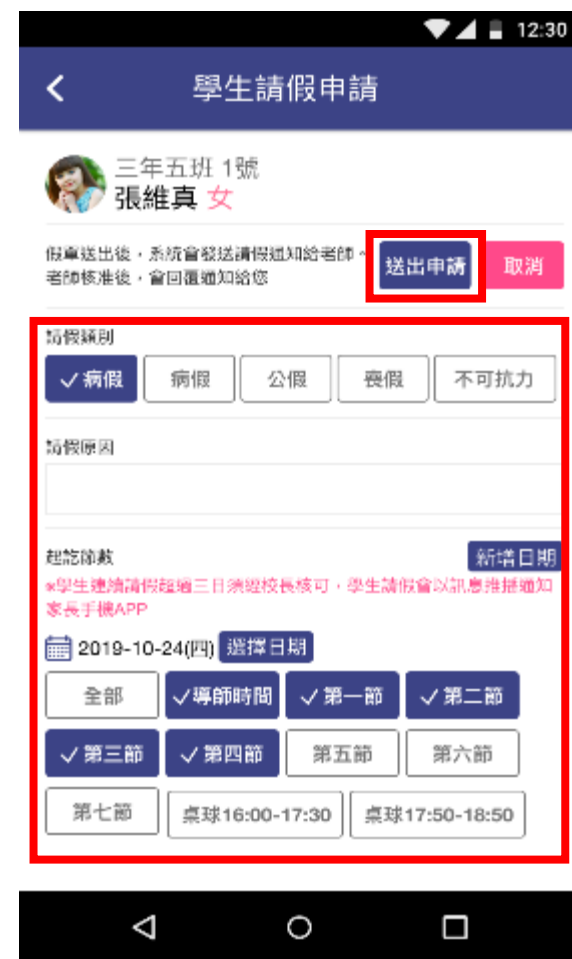 12:30
學生請假申請
三年五班 1號
張維真 女
假單送出後，系統會發送請假通知給老師~
老師核准後，會回覆通知給您
送出申請 取消
請假類別
病假 病假 公假 喪假 不可抗力
請假原因
起訖節數 新增日期
*學生連續請假超過三日須經校長核可，學生請假會以訊息推播通知
家長手機APP
2019-10-24(四) 選擇日期
全部 導師時間 第一節 第二節
第三節 第四節 第五節 第六節
第七節 桌球16:00-17:30 桌球17:50-18:50